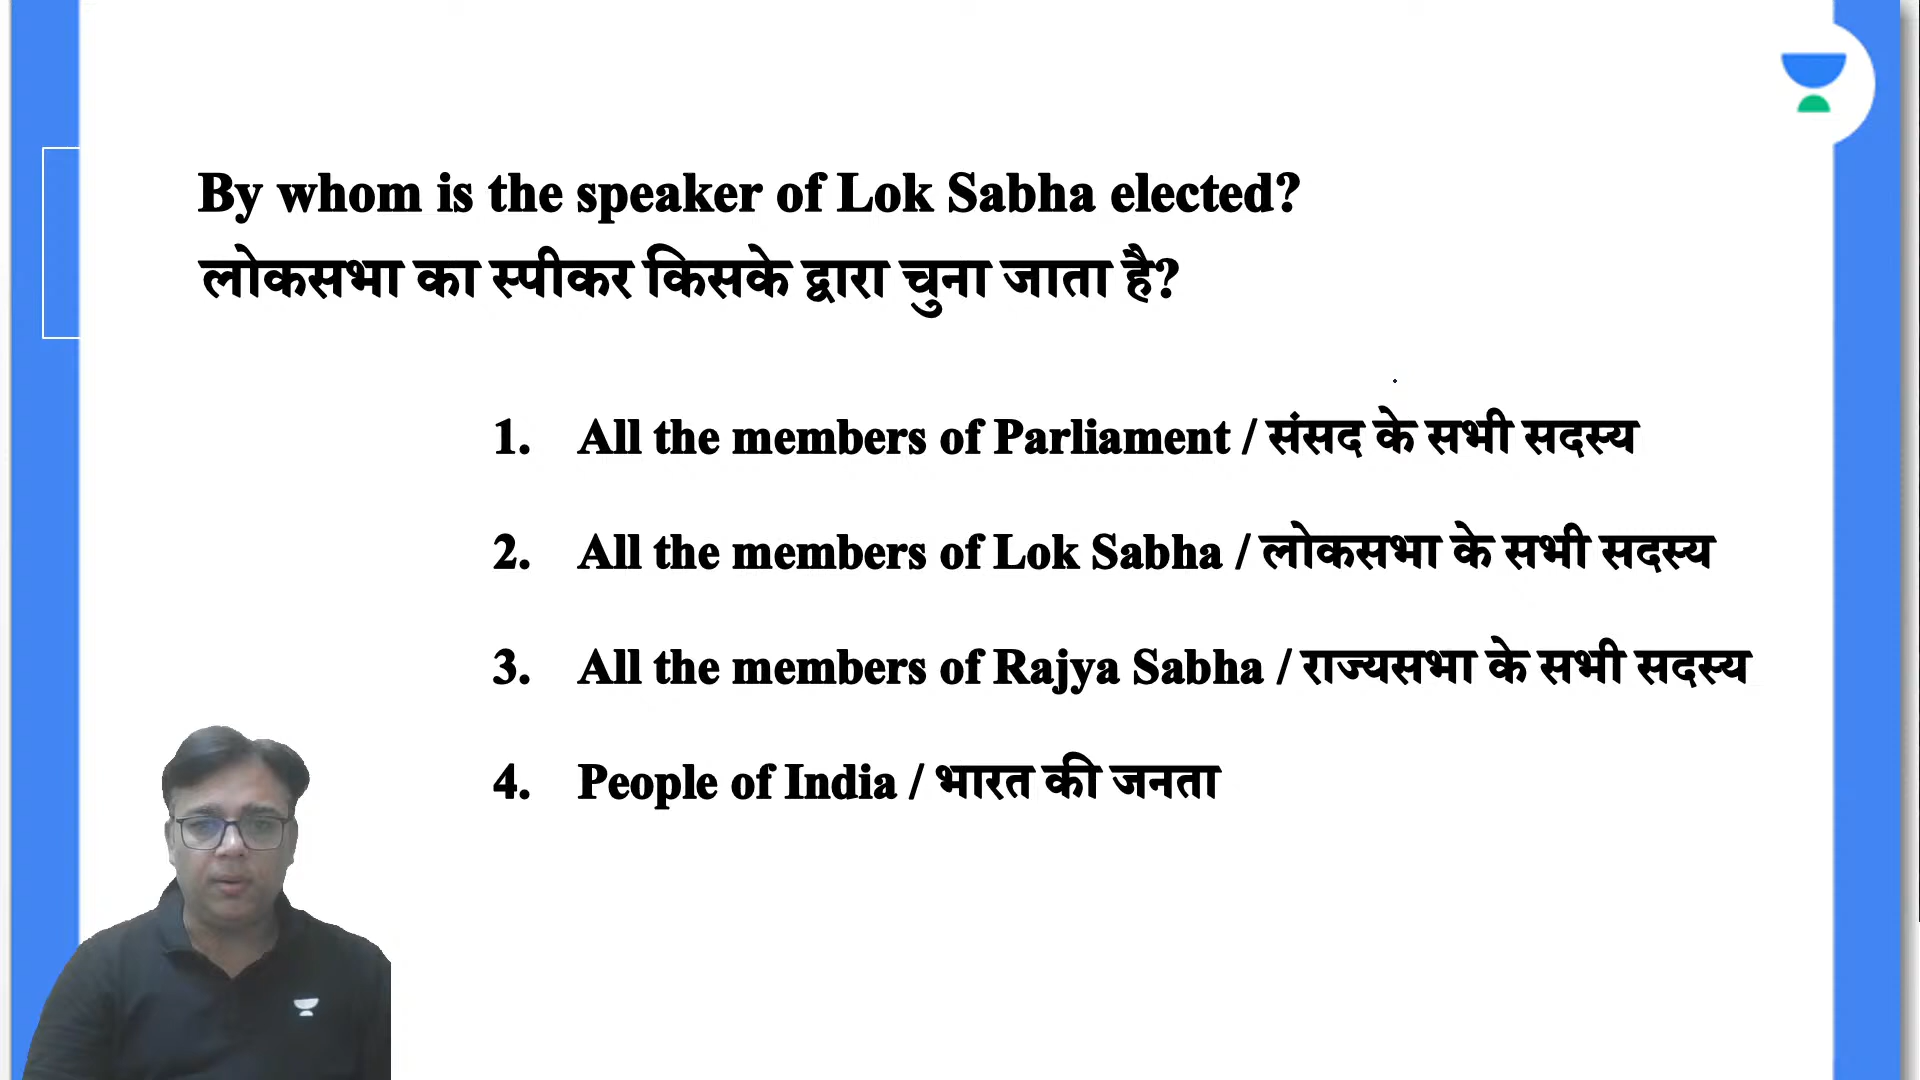 By whom is the speaker of Lok Sabha elected?
लोकसभा का स्पीकर किसके द्वारा चुना जाता है?
1. All the members of Parliament / संसद के सभी सदस्य
2. All the members of Lok Sabha / लोकसभा के सभी सदस्य
3. All the members of Rajya Sabha / राज्यसभा के सभी सदस्य
4. People of India / भारत की जनता